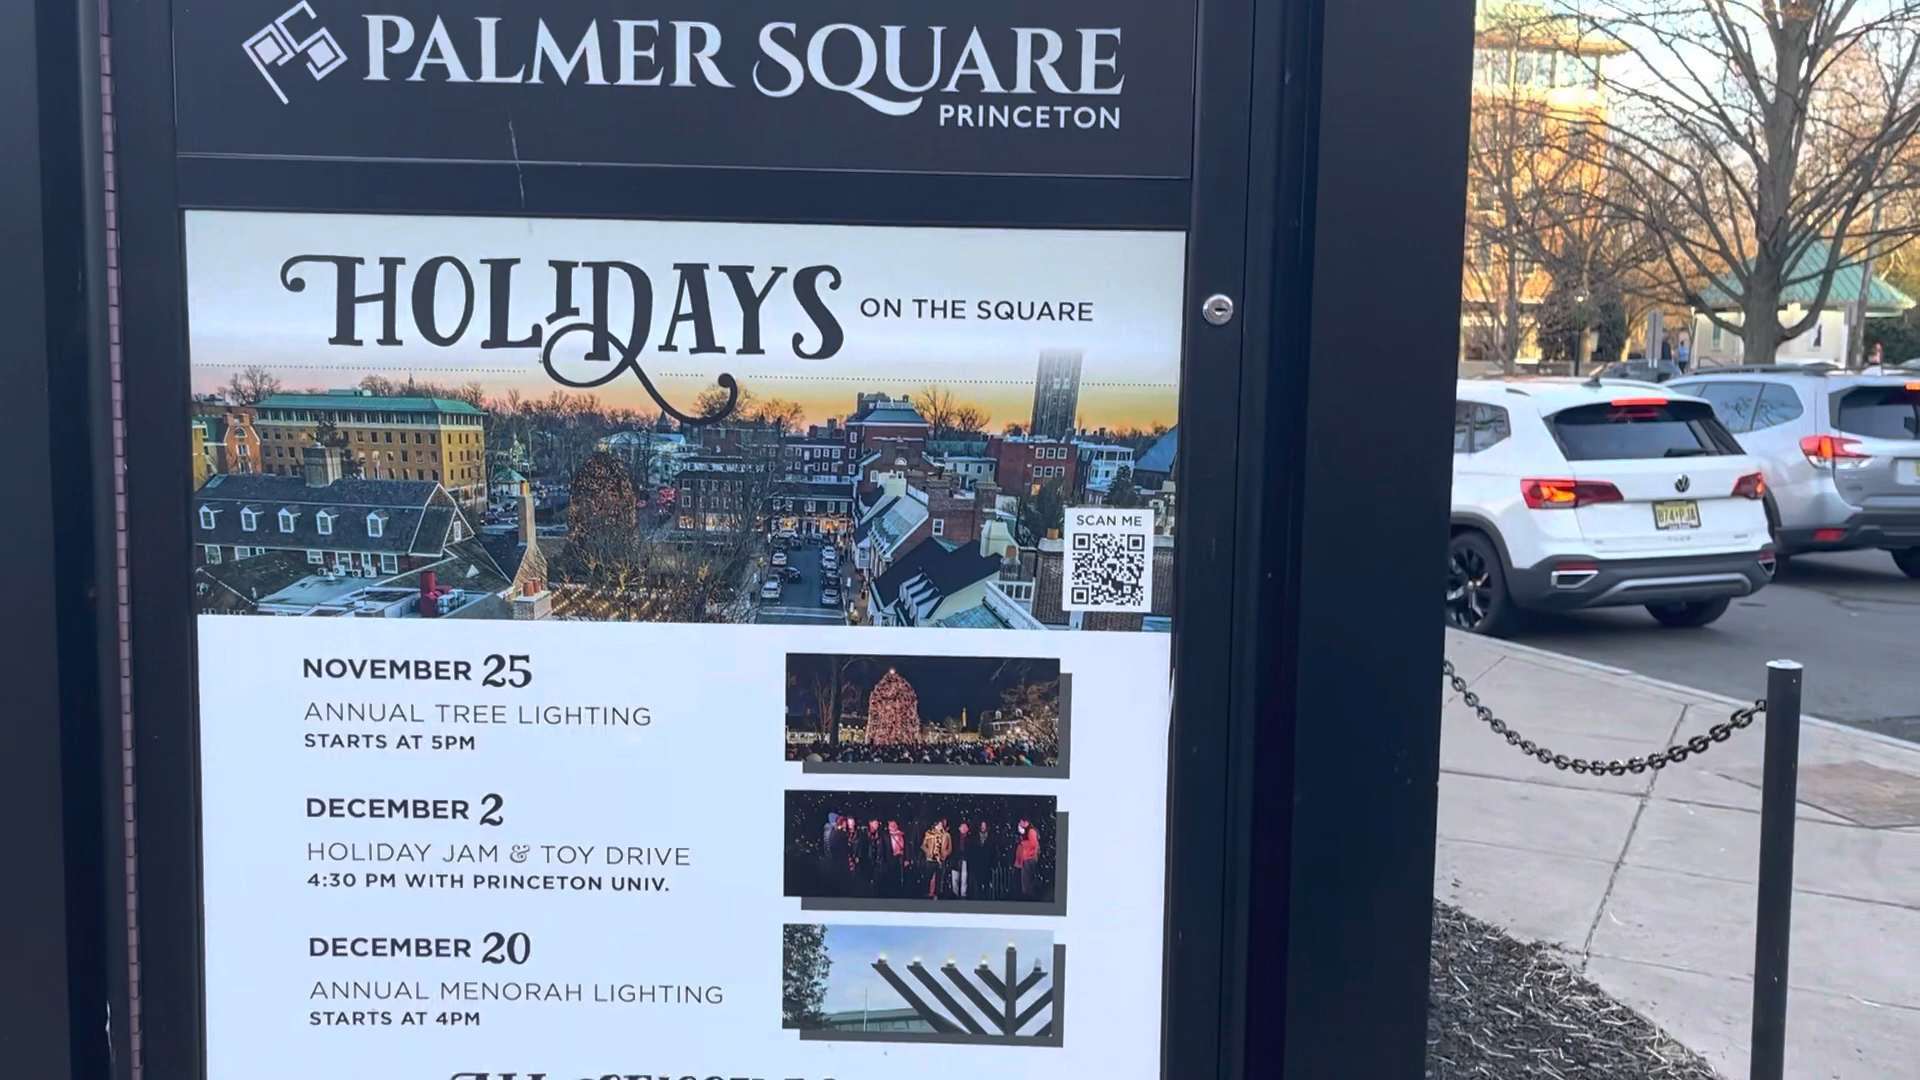 PALMER SQUARE
PRINCETON
HOLIDAYS ON THE SQUARE
SCAN ME
NOVEMBER 25
ANNUAL TREE LIGHTING
STARTS AT 5PM
DECEMBER 2
HOLIDAY JAM & TOY DRIVE
4:30 PM WITH PRINCETON UNIV.
DECEMBER 20
ANNUAL MENORAH LIGHTING
STARTS AT 4PM